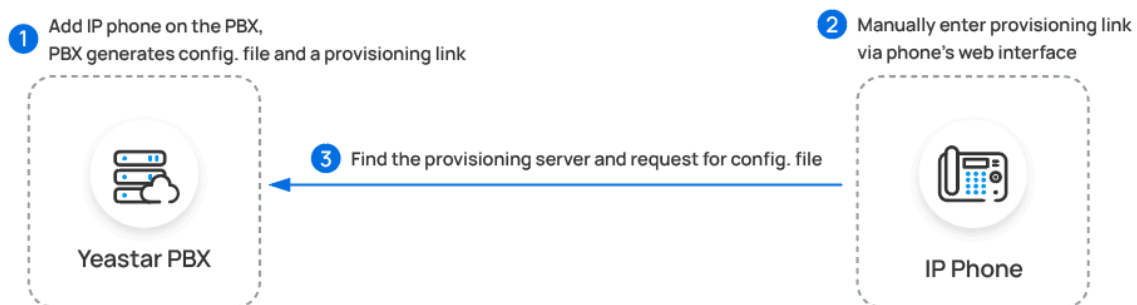 1
Add IP phone on the PBX,
PBX generates config. file and a provisioning link
2
Manually enter provisioning link
via phone's web interface
3
Find the provisioning server and request for config. file
Yeastar PBX
IP Phone